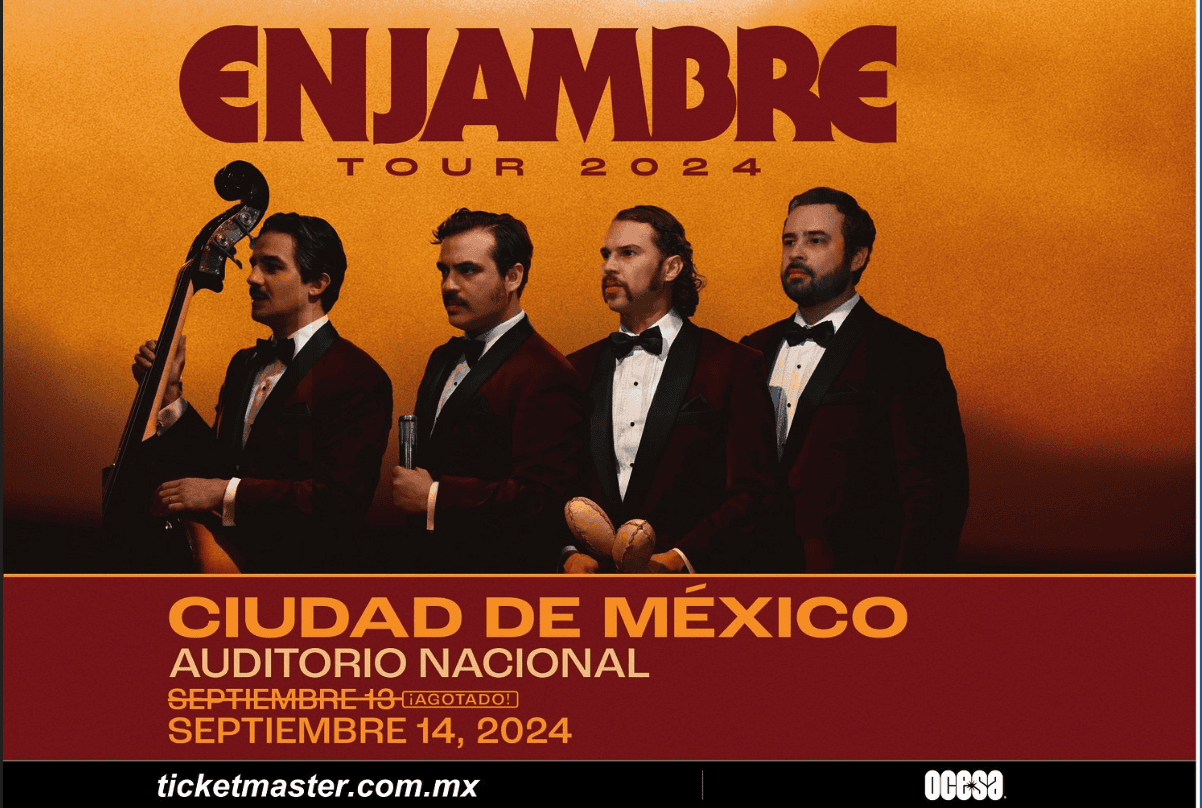 ENJAMBRE
TOUR 2024
CIUDAD DE MÉXICO
AUDITORIO NACIONAL
SEPTIEMBRE 13 ¡AGOTADO!
SEPTIEMBRE 14, 2024
ticketmaster.com.mx
ocesa